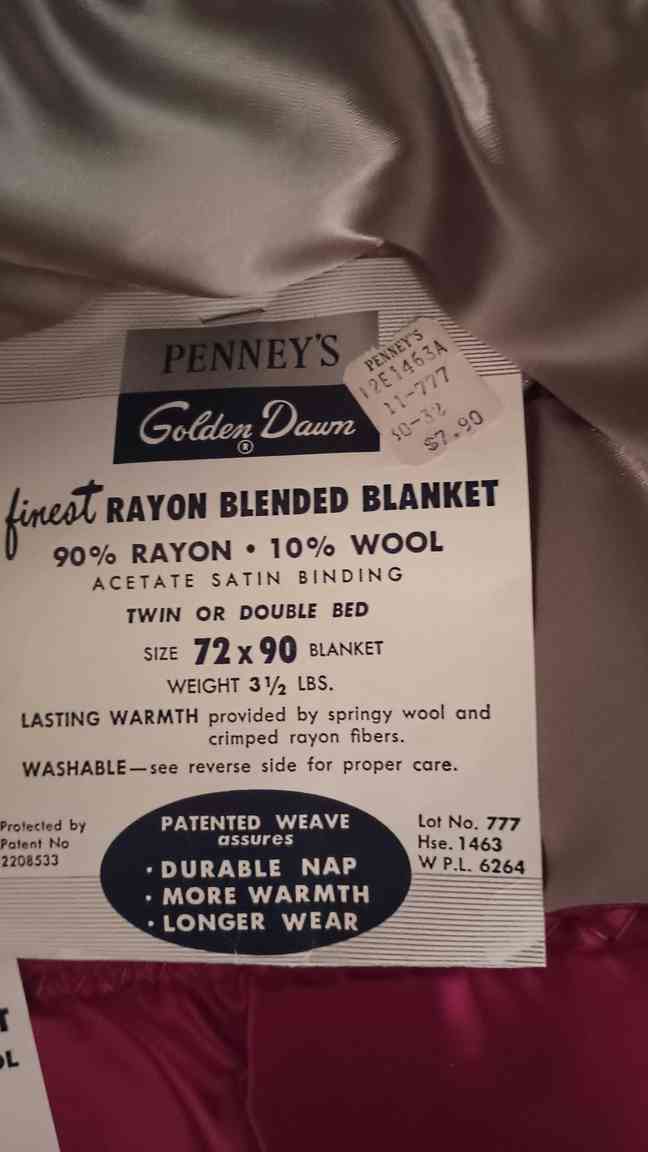 PENNEY'S
Golden Dawn
®
PENNEY'S
12E1463A
11-777
$7.90
finest RAYON BLENDED BLANKET
90% RAYON • 10% WOOL
ACETATE SATIN BINDING
TWIN OR DOUBLE BED
SIZE 72 x 90 BLANKET
WEIGHT 3½ LBS.
LASTING WARMTH provided by springy wool and
crimped rayon fibers.
WASHABLE—see reverse side for proper care.
Protected by
Patent No
2208533
PATENTED WEAVE
assures
• DURABLE NAP
• MORE WARMTH
• LONGER WEAR
Lot No. 777
Hse. 1463
W P.L. 6264